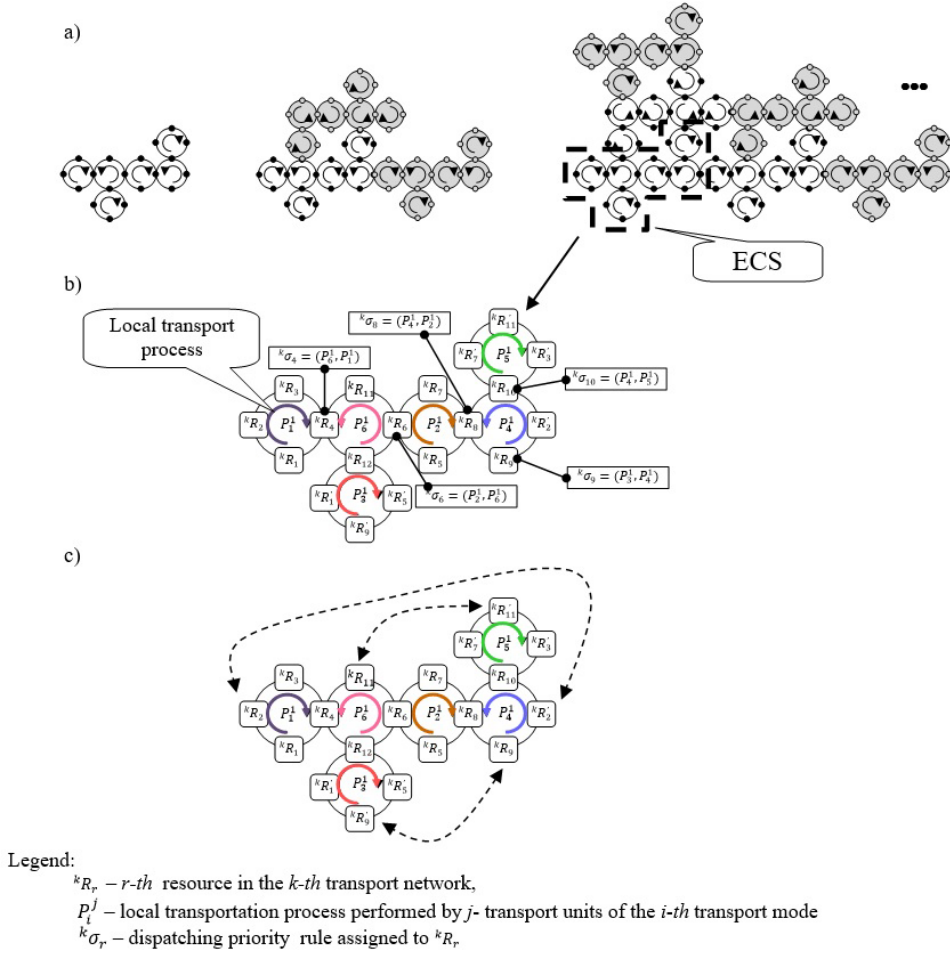 a)
•••
ECS
b)
Local transport
process
ᵏσ₈ = (P₄¹, P₂¹)
ᵏσ₄ = (P₆¹, P₁¹)
ᵏR₁₁′
ᵏR₇′ P₅¹ ᵏR₃′
ᵏR₁₀
ᵏσ₁₀ = (P₄¹, P₅¹)
ᵏR₃ ᵏR₁₁ ᵏR₇
ᵏR₂ P₁¹ ᵏR₄ P₆¹ ᵏR₆ P₂¹ ᵏR₈ P₄¹ ᵏR₂′
ᵏR₁ ᵏR₁₂ ᵏR₅ ᵏR₉
ᵏσ₉ = (P₃¹, P₄¹)
ᵏσ₆ = (P₂¹, P₆¹)
ᵏR₁′ P₃¹ ᵏR₅′
ᵏR₉′
c)
ᵏR₁₁′
ᵏR₇′ P₅¹ ᵏR₃′
ᵏR₃ ᵏR₁₁ ᵏR₇ ᵏR₁₀
ᵏR₂ P₁¹ ᵏR₄ P₆¹ ᵏR₆ P₂¹ ᵏR₈ P₄¹ ᵏR₂′
ᵏR₁ ᵏR₁₂ ᵏR₅ ᵏR₉
ᵏR₁′ P₃¹ ᵏR₅′
ᵏR₉′
Legend:
ᵏRᵣ – r-th resource in the k-th transport network,
Pᵢʲ – local transportation process performed by j- transport units of the i-th transport mode
ᵏσᵣ – dispatching priority rule assigned to ᵏRᵣ